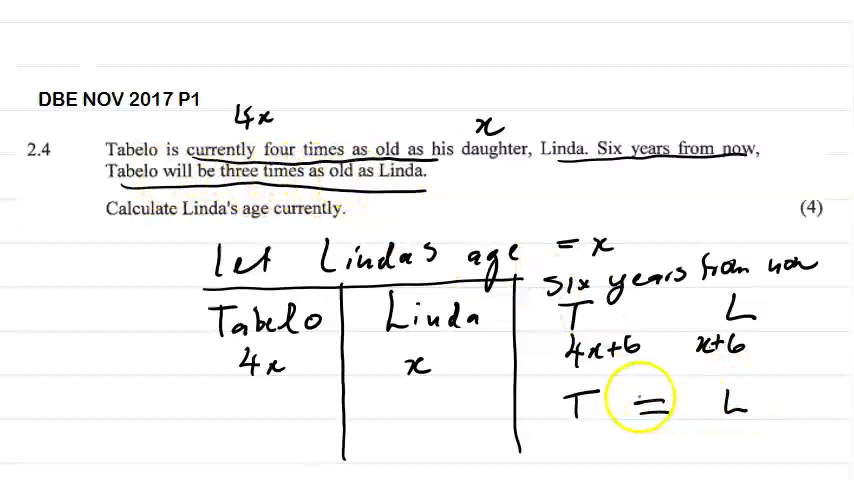 DBE NOV 2017 P1
4x
x
2.4 Tabelo is currently four times as old as his daughter, Linda. Six years from now,
Tabelo will be three times as old as Linda.
Calculate Linda's age currently. (4)
Let Lindas age = x
six years from now
Tabelo Linda T L
4x x 4x+6 x+6
T = L